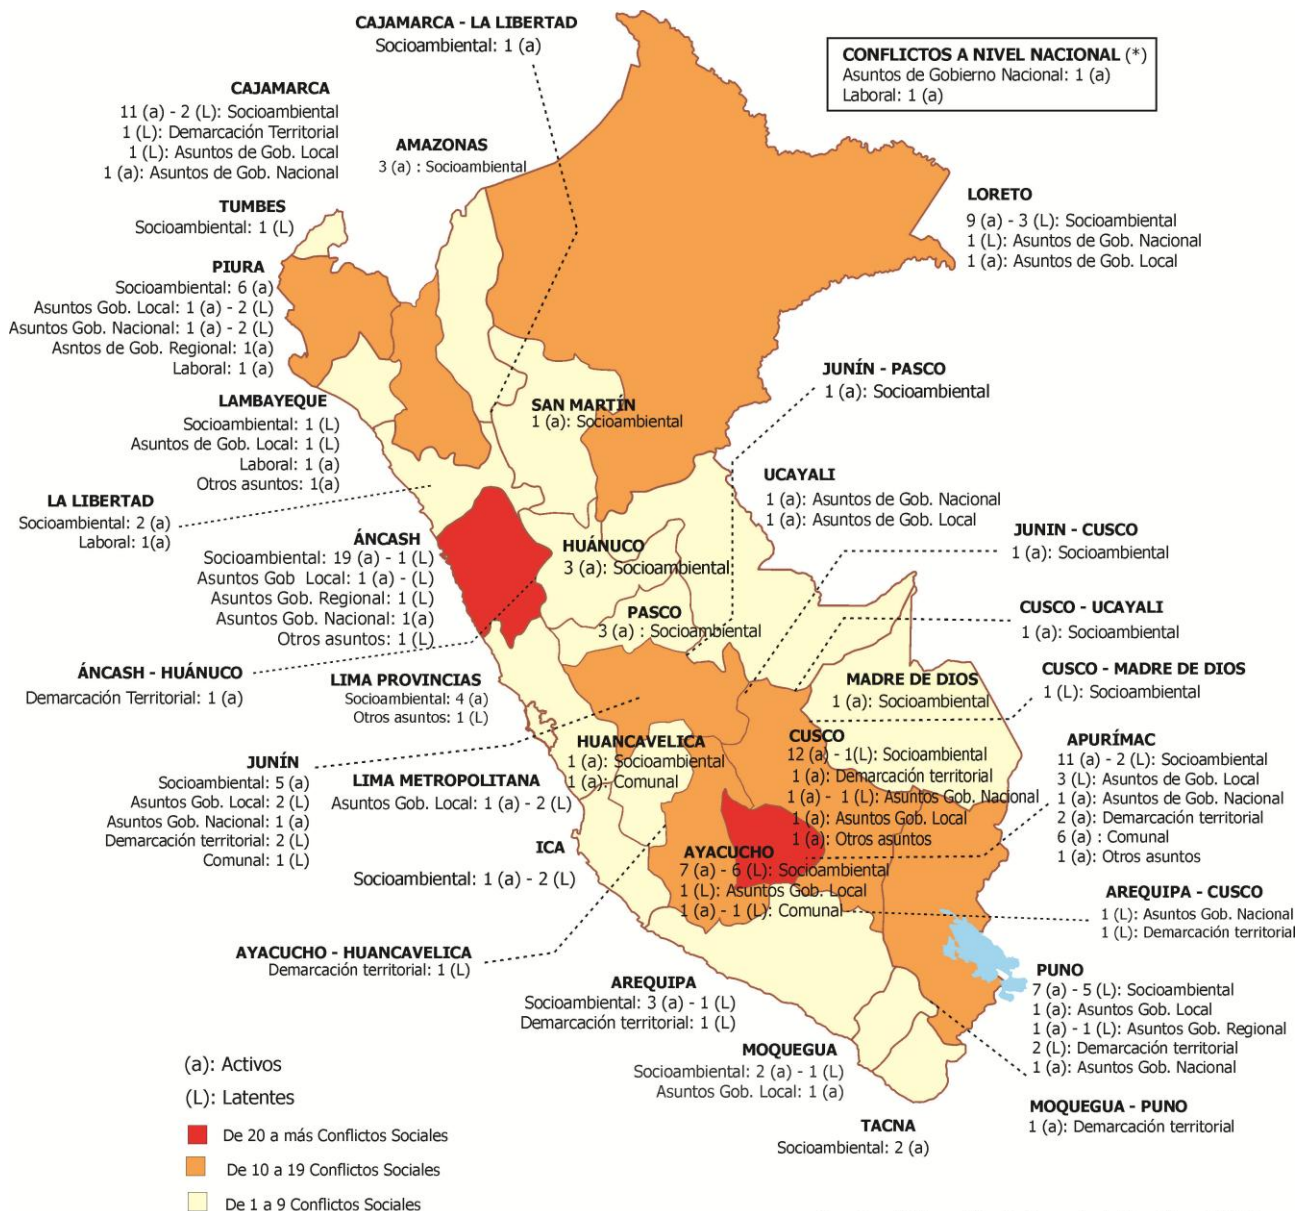 CAJAMARCA - LA LIBERTAD
Socioambiental: 1 (a)
CONFLICTOS A NIVEL NACIONAL (*)
Asuntos de Gobierno Nacional: 1 (a)
Laboral: 1 (a)
CAJAMARCA
11 (a) - 2 (L): Socioambiental
1 (L): Demarcación Territorial
1 (L): Asuntos de Gob. Local
1 (a): Asuntos de Gob. Nacional
AMAZONAS
3 (a) : Socioambiental
LORETO
9 (a) - 3 (L): Socioambiental
1 (L): Asuntos de Gob. Nacional
1 (a): Asuntos de Gob. Local
TUMBES
Socioambiental: 1 (L)
PIURA
Socioambiental: 6 (a)
Asuntos Gob. Local: 1 (a) - 2 (L)
Asuntos Gob. Nacional: 1 (a) - 2 (L)
Asntos de Gob. Regional: 1(a)
Laboral: 1 (a)
JUNÍN - PASCO
1 (a): Socioambiental
LAMBAYEQUE
Socioambiental: 1 (L)
Asuntos de Gob. Local: 1 (L)
Laboral: 1 (a)
Otros asuntos: 1(a)
SAN MARTÍN
1 (a): Socioambiental
UCAYALI
1 (a): Asuntos de Gob. Nacional
1 (a): Asuntos de Gob. Local
LA LIBERTAD
Socioambiental: 2 (a)
Laboral: 1(a)
ÁNCASH
Socioambiental: 19 (a) - 1 (L)
Asuntos Gob  Local: 1 (a) - (L)
Asuntos Gob. Regional: 1 (L)
Asuntos Gob. Nacional: 1(a)
Otros asuntos: 1 (L)
HUÁNUCO
3 (a): Socioambiental
JUNIN - CUSCO
1 (a): Socioambiental
PASCO
3 (a) : Socioambiental
CUSCO - UCAYALI
1 (a): Socioambiental
ÁNCASH - HUÁNUCO
Demarcación Territorial: 1 (a)
LIMA PROVINCIAS
Socioambiental: 4 (a)
Otros asuntos: 1 (L)
MADRE DE DIOS
1 (a): Socioambiental
CUSCO - MADRE DE DIOS
1 (L): Socioambiental
JUNÍN
Socioambiental: 5 (a)
Asuntos Gob. Local: 2 (L)
Asuntos Gob. Nacional: 1 (a)
Demarcación territorial: 2 (L)
Comunal: 1 (L)
HUANCAVELICA
1 (a): Socioambiental
1 (a): Comunal
LIMA METROPOLITANA
Asuntos Gob. Local: 1 (a) - 2 (L)
CUSCO
12 (a) - 1(L): Socioambiental
1 (a): Demarcación territorial
1 (a) - 1 (L): Asuntos Gob. Nacional
1 (a): Asuntos Gob. Local
1 (a): Otros asuntos
APURÍMAC
11 (a) - 2 (L): Socioambiental
3 (L): Asuntos de Gob. Local
1 (a): Asuntos de Gob. Nacional
2 (a): Demarcación territorial
6 (a) : Comunal
1 (a): Otros asuntos
ICA
Socioambiental: 1 (a) - 2 (L)
AYACUCHO
7 (a) - 6 (L): Socioambiental
1 (L): Asuntos Gob. Local
1 (a) - 1 (L): Comunal
AREQUIPA - CUSCO
1 (L): Asuntos Gob. Nacional
1 (L): Demarcación territorial
AYACUCHO - HUANCAVELICA
Demarcación territorial: 1 (L)
AREQUIPA
Socioambiental: 3 (a) - 1 (L)
Demarcación territorial: 1 (L)
PUNO
7 (a) - 5 (L): Socioambiental
1 (a): Asuntos Gob. Local
1 (a) - 1 (L): Asuntos Gob. Regional
2 (L): Demarcación territorial
1 (a): Asuntos Gob. Nacional
MOQUEGUA
Socioambiental: 2 (a) - 1 (L)
Asuntos Gob. Local: 1 (a)
MOQUEGUA - PUNO
1 (a): Demarcación territorial
TACNA
Socioambiental: 2 (a)
(a): Activos
(L): Latentes
De 20 a más Conflictos Sociales
De 10 a 19 Conflictos Sociales
De 1 a 9 Conflictos Sociales